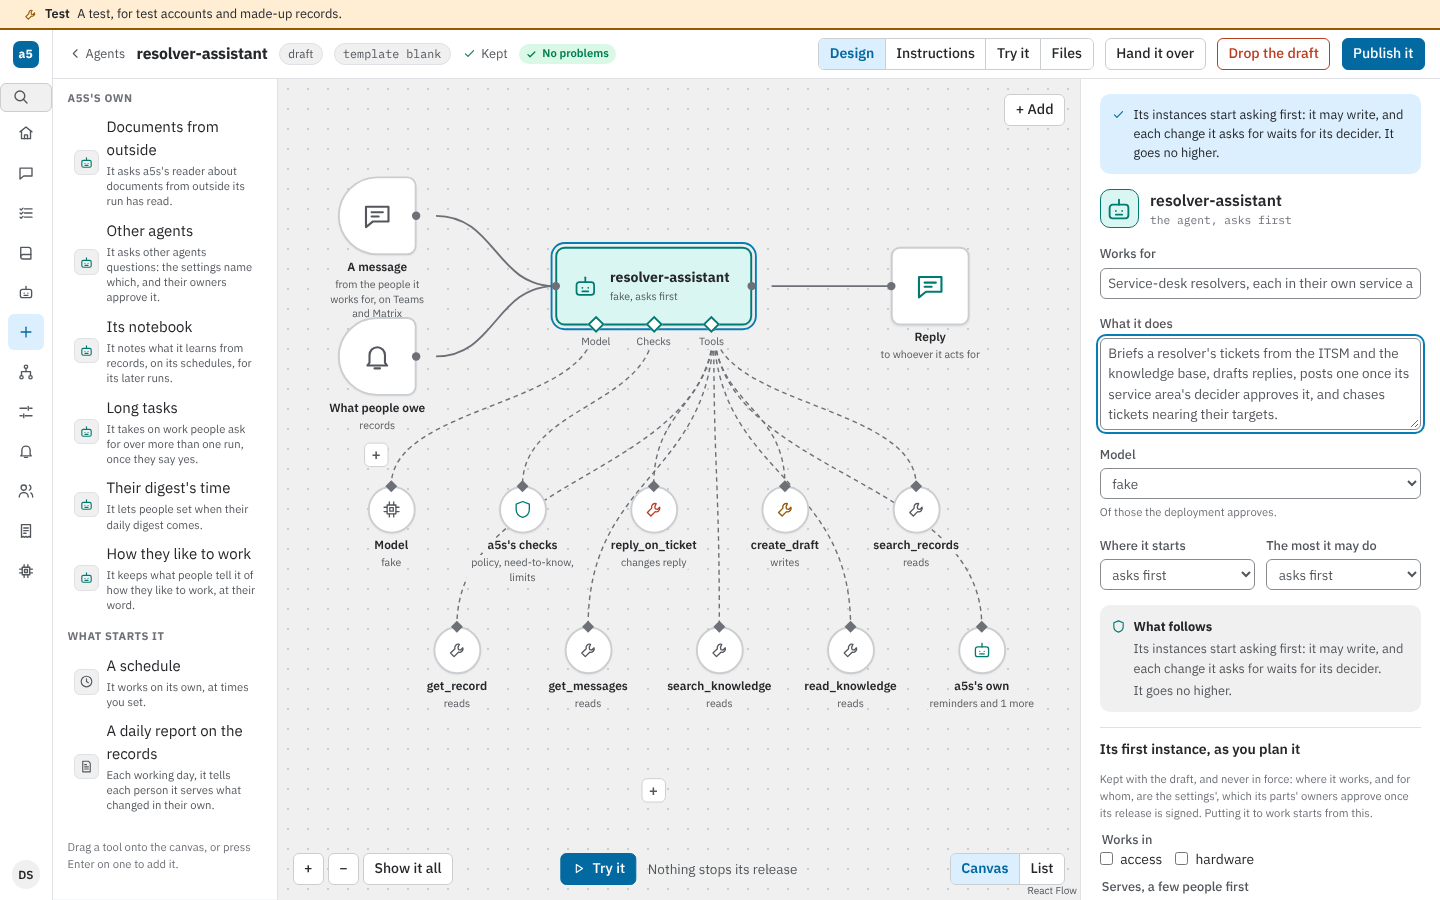 Test A test, for test accounts and made-up records.
a5
Agents
resolver-assistant
draft
template blank
Kept
No problems
Design
Instructions
Try it
Files
Hand it over
Drop the draft
Publish it
A5S'S OWN
Documents from
outside
It asks a5s's reader about
documents from outside its
run has read.
Other agents
It asks other agents
questions: the settings name
which, and their owners
approve it.
Its notebook
It notes what it learns from
records, on its schedules, for
its later runs.
Long tasks
It takes on work people ask
for over more than one run,
once they say yes.
Their digest's time
It lets people set when their
daily digest comes.
How they like to work
It keeps what people tell it of
how they like to work, at their
word.
WHAT STARTS IT
A schedule
It works on its own, at times
you set.
A daily report on the
records
Each working day, it tells
each person it serves what
changed in their own.
Drag a tool onto the canvas, or press
Enter on one to add it.
DS
+ Add
A message
from the people it
works for, on Teams
and Matrix
What people owe
records
+
resolver-assistant
fake, asks first
Model
Checks
Tools
Reply
to whoever it acts for
Model
fake
a5s's checks
policy, need-to-know,
limits
reply_on_ticket
changes reply
create_draft
writes
search_records
reads
get_record
reads
get_messages
reads
search_knowledge
reads
read_knowledge
reads
a5s's own
reminders and 1 more
+
+
−
Show it all
Try it
Nothing stops its release
Canvas
List
React Flow
Its instances start asking first: it may write, and
each change it asks for waits for its decider. It
goes no higher.
resolver-assistant
the agent, asks first
Works for
Service-desk resolvers, each in their own service a
What it does
Briefs a resolver's tickets from the ITSM and the
knowledge base, drafts replies, posts one once its
service area's decider approves it, and chases
tickets nearing their targets.
Model
fake
Of those the deployment approves.
Where it starts
The most it may do
asks first
asks first
What follows
Its instances start asking first: it may write, and
each change it asks for waits for its decider.
It goes no higher.
Its first instance, as you plan it
Kept with the draft, and never in force: where it works, and for
whom, are the settings', which its parts' owners approve once
its release is signed. Putting it to work starts from this.
Works in
access
hardware
Serves, a few people first